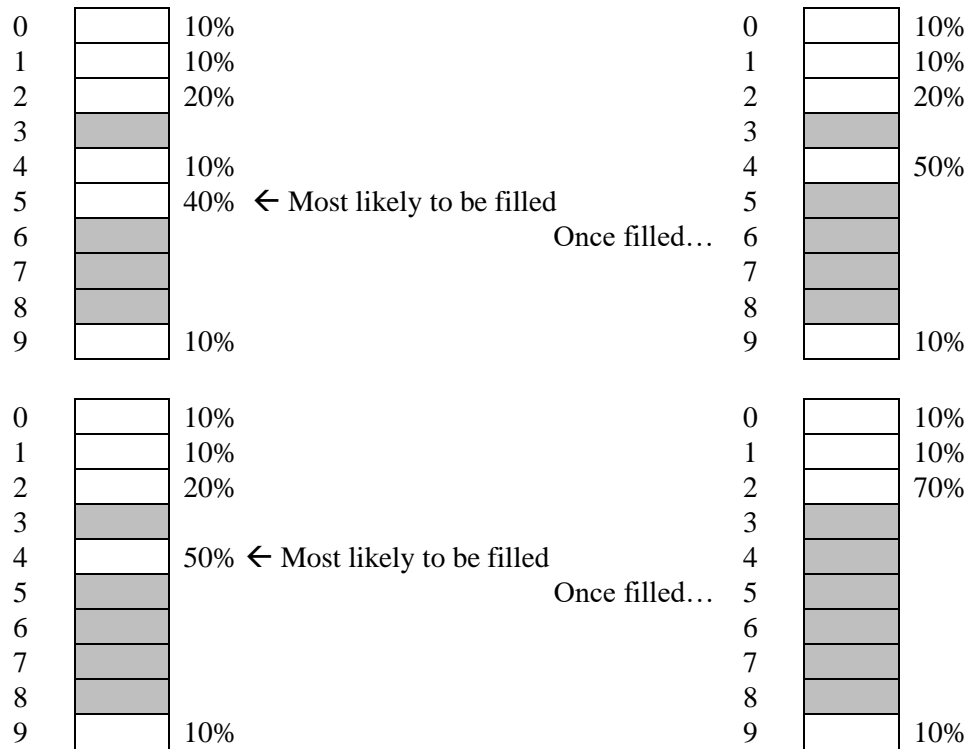 0 10% 0 10%
1 10% 1 10%
2 20% 2 20%
3 3
4 10% 4 50%
5 40% ← Most likely to be filled 5
6 Once filled… 6
7 7
8 8
9 10% 9 10%
0 10% 0 10%
1 10% 1 10%
2 20% 2 70%
3 3
4 50% ← Most likely to be filled 4
5 Once filled… 5
6 6
7 7
8 8
9 10% 9 10%